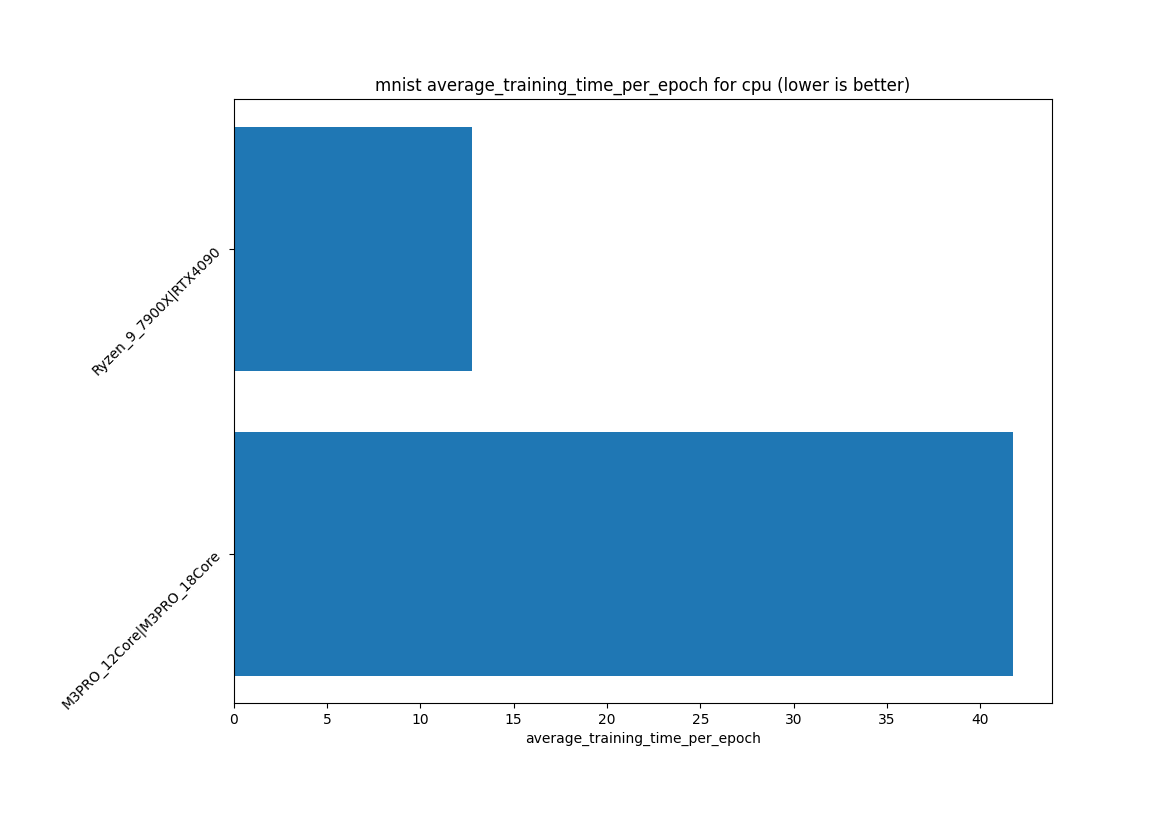 mnist average_training_time_per_epoch for cpu (lower is better)
Ryzen_9_7900X|RTX4090
M3PRO_12Core|M3PRO_18Core
0 5 10 15 20 25 30 35 40
average_training_time_per_epoch